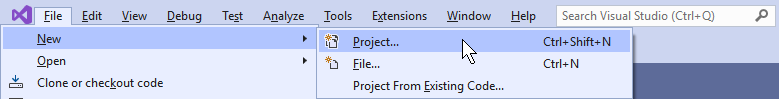 File Edit View Debug Test Analyze Tools Extensions Window Help Search Visual Studio (Ctrl+Q)
New Project... Ctrl+Shift+N
Open File... Ctrl+N
Clone or checkout code Project From Existing Code...